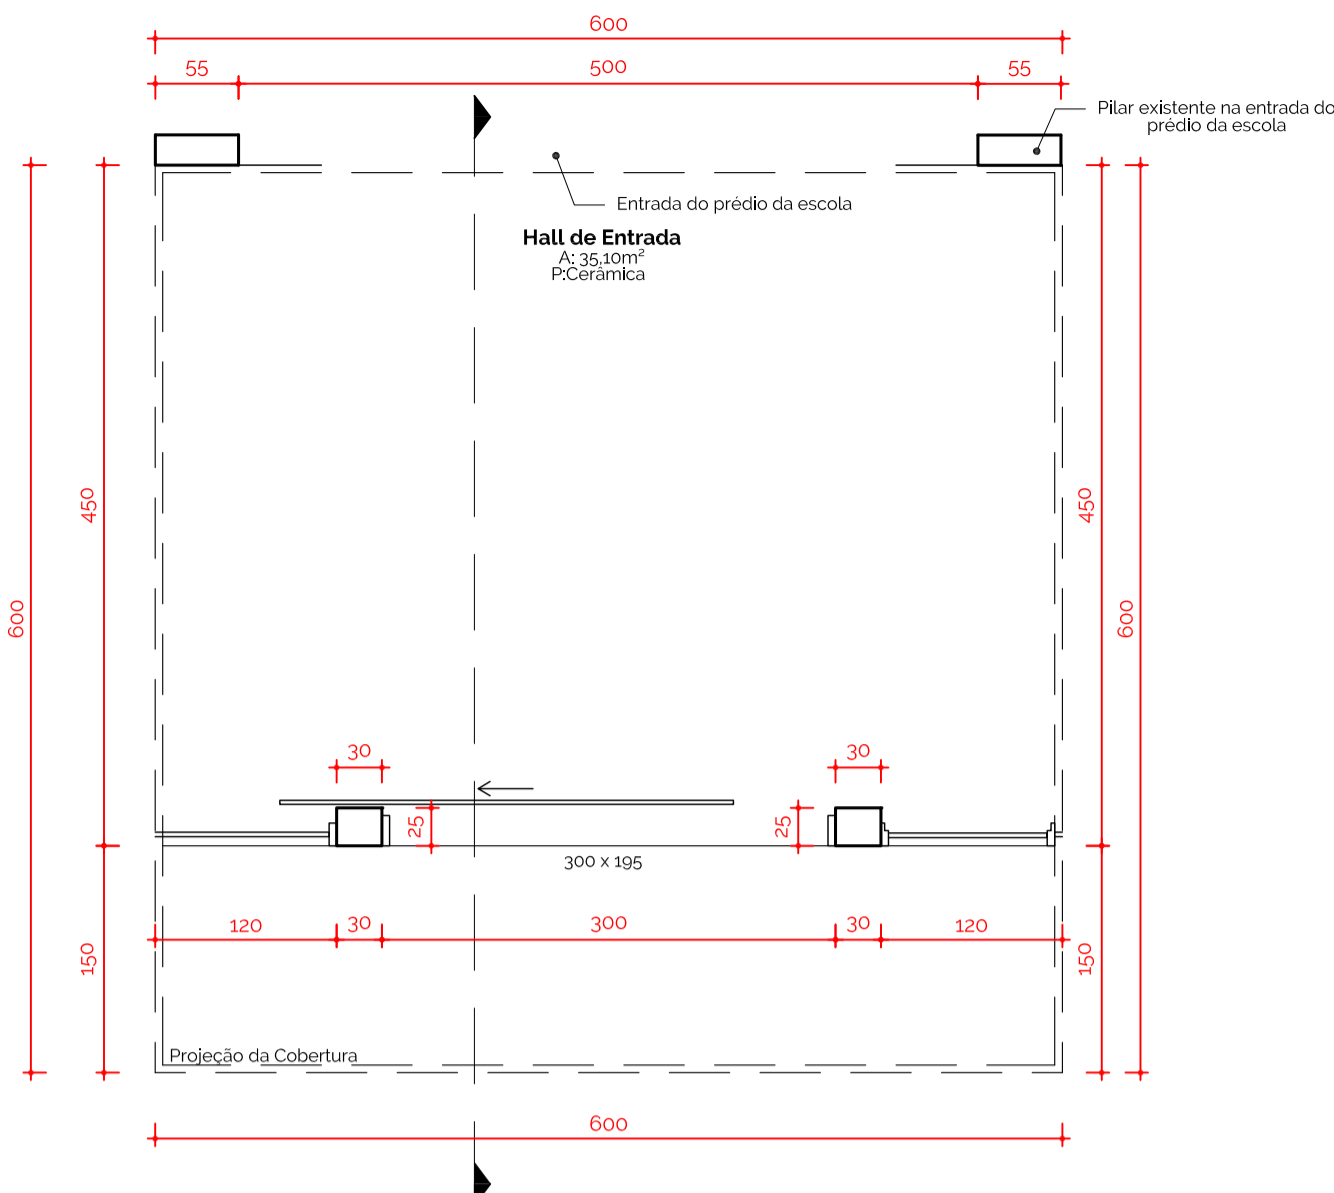 600
55
500
55
Pilar existente na entrada do
prédio da escola
Entrada do prédio da escola
Hall de Entrada
A: 35,10m²
P:Cerâmica
450
450
600
600
30
30
25
25
300 x 195
120
30
300
30
120
150
150
Projeção da Cobertura
600